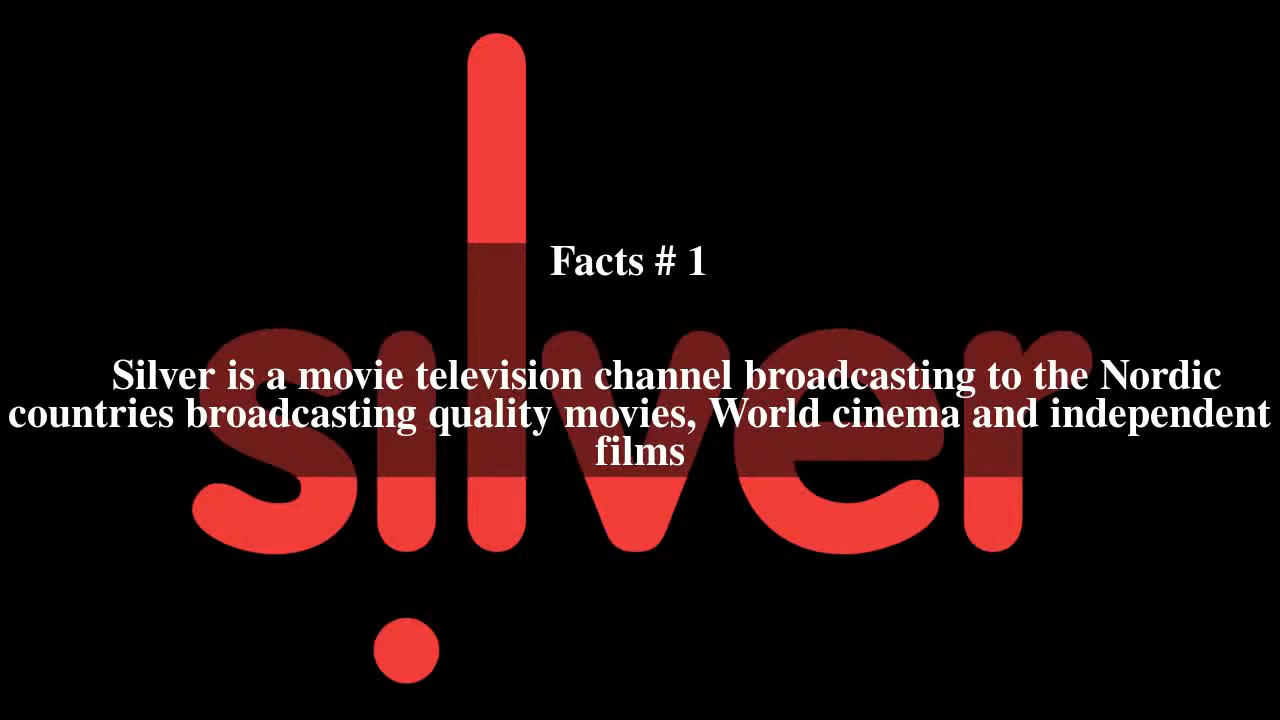 Facts # 1
Silver is a movie television channel broadcasting to the Nordic
countries broadcasting quality movies, World cinema and independent
films
silver